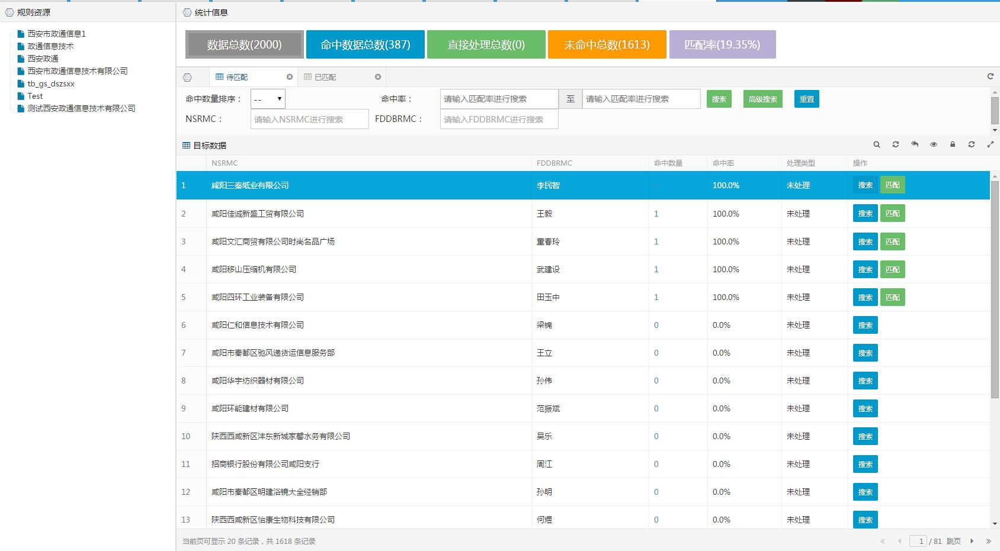 规则资源
西安市政通信息1
政通信息技术
西安政通
西安市政通信息技术有限公司
tb_gs_dszsxx
Test
测试西安政通信息技术有限公司
统计信息
数据总数(2000) 命中数据总数(387) 直接处理总数(0) 未命中总数(1613) 匹配率(19.35%)
待匹配 已匹配
命中数量排序： -- 命中率： 请输入匹配率进行搜索 至 请输入匹配率进行搜索 搜索 高级搜索 重置
NSRMC： 请输入NSRMC进行搜索 FDDBRMC： 请输入FDDBRMC进行搜索
目标数据
NSRMC FDDBRMC 命中数量 命中率 处理类型 操作
1 咸阳三秦纸业有限公司 李民智 1 100.0% 未处理 搜索 匹配
2 咸阳佳诚新盛工贸有限公司 王毅 1 100.0% 未处理 搜索 匹配
3 咸阳文汇商贸有限公司时尚名品广场 童春玲 1 100.0% 未处理 搜索 匹配
4 咸阳移山压缩机有限公司 武建设 1 100.0% 未处理 搜索 匹配
5 咸阳四环工业装备有限公司 田玉中 1 100.0% 未处理 搜索 匹配
6 咸阳仁和信息技术有限公司 梁锦 0 0.0% 未处理 搜索
7 咸阳市秦都区驰风递货运信息服务部 王立 0 0.0% 未处理 搜索
8 咸阳华宇纺织器材有限公司 孙伟 0 0.0% 未处理 搜索
9 咸阳环能建材有限公司 范振斌 0 0.0% 未处理 搜索
10 陕西西咸新区沣东新城家馨水务有限公司 吴乐 0 0.0% 未处理 搜索
11 招商银行股份有限公司咸阳支行 周江 0 0.0% 未处理 搜索
12 咸阳市秦都区明建浴镜大全经销部 孙明 0 0.0% 未处理 搜索
13 陕西西咸新区怡康生物科技有限公司 何煜 0 0.0% 未处理 搜索
当前页可显示 20 条记录，共 1618 条记录 1 / 81 跳页